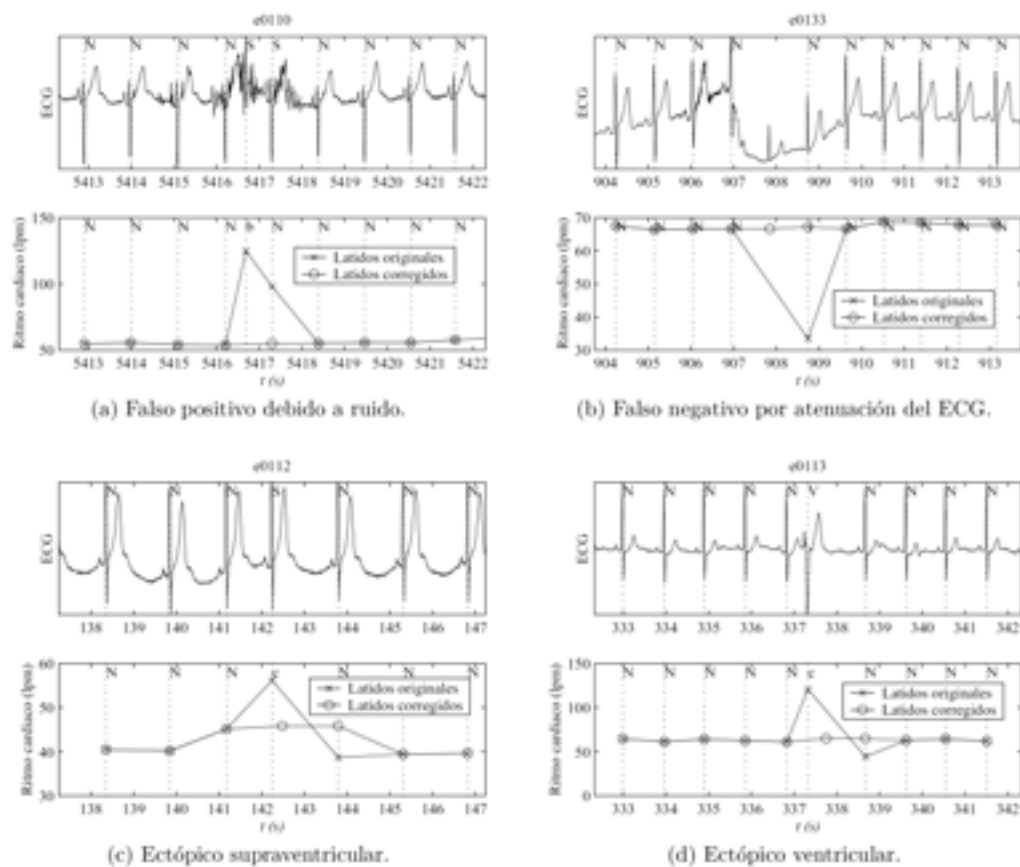 e0110
N N N N S S N N N N
ECG
5413 5414 5415 5416 5417 5418 5419 5420 5421 5422
150
100
50
Ritmo cardiaco (lpm)
N N N N N N N N
Latidos originales
Latidos corregidos
5413 5414 5415 5416 5417 5418 5419 5420 5421 5422
t (s)
(a) Falso positivo debido a ruido.
e0133
N N N N N N N N N N
ECG
904 905 906 907 908 909 910 911 912 913
70
60
50
40
30
Ritmo cardiaco (lpm)
N N N N N N N N N
Latidos originales
Latidos corregidos
904 905 906 907 908 909 910 911 912 913
t (s)
(b) Falso negativo por atenuación del ECG.
e0112
N N N S N N N
ECG
138 139 140 141 142 143 144 145 146 147
60
50
40
30
Ritmo cardiaco (lpm)
N N N N N N
Latidos originales
Latidos corregidos
138 139 140 141 142 143 144 145 146 147
t (s)
(c) Ectópico supraventricular.
e0113
N N N N N V N N N N
ECG
333 334 335 336 337 338 339 340 341 342
150
100
50
0
Ritmo cardiaco (lpm)
N N N N N N N N N
Latidos originales
Latidos corregidos
333 334 335 336 337 338 339 340 341 342
t (s)
(d) Ectópico ventricular.